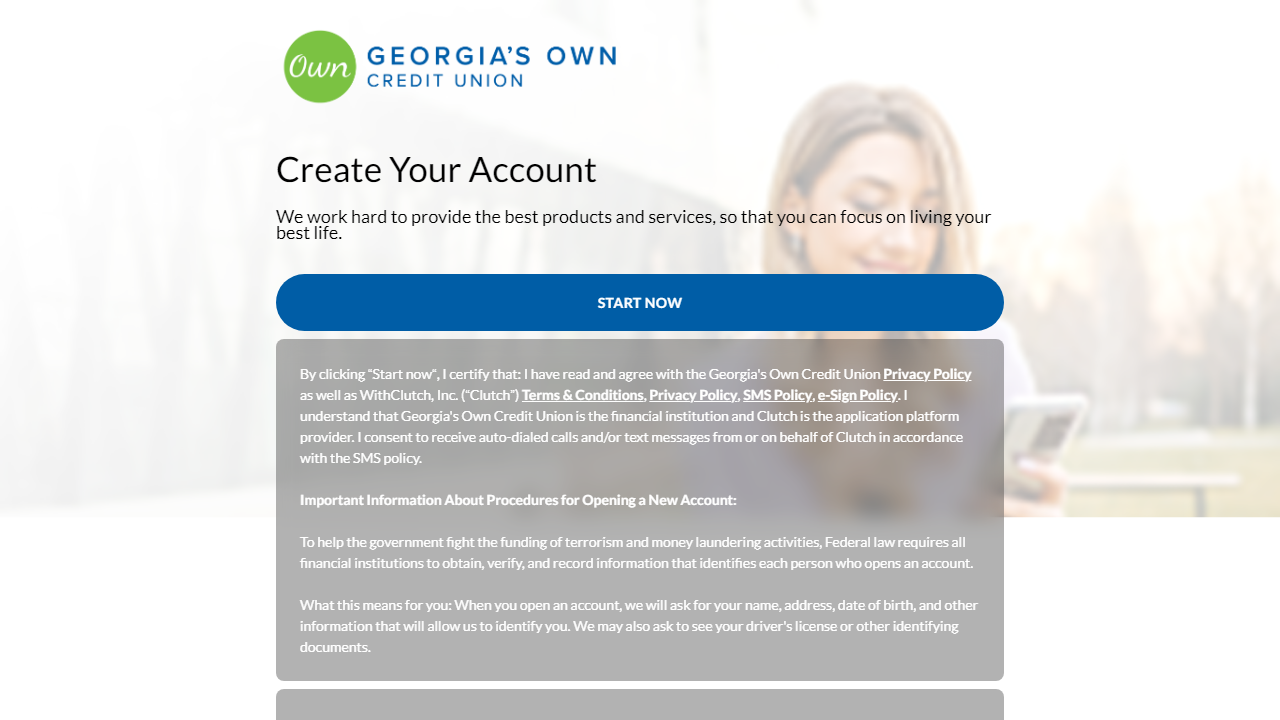 Own
GEORGIA'S OWN
CREDIT UNION
Create Your Account
We work hard to provide the best products and services, so that you can focus on living your
best life.
START NOW
By clicking "Start now", I certify that: I have read and agree with the Georgia's Own Credit Union Privacy Policy
as well as WithClutch, Inc. (“Clutch”) Terms & Conditions, Privacy Policy, SMS Policy, e-Sign Policy. I
understand that Georgia's Own Credit Union is the financial institution and Clutch is the application platform
provider. I consent to receive auto-dialed calls and/or text messages from or on behalf of Clutch in accordance
with the SMS policy.
Important Information About Procedures for Opening a New Account:
To help the government fight the funding of terrorism and money laundering activities, Federal law requires all
financial institutions to obtain, verify, and record information that identifies each person who opens an account.
What this means for you: When you open an account, we will ask for your name, address, date of birth, and other
information that will allow us to identify you. We may also ask to see your driver's license or other identifying
documents.